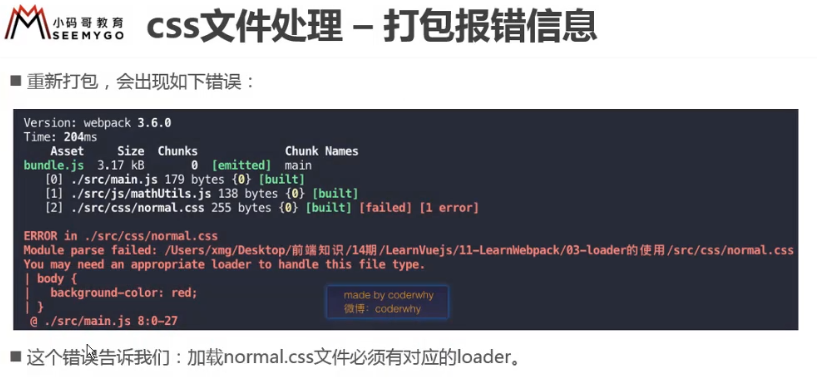 小码哥教育
SEEMYGO
css文件处理 – 打包报错信息
■ 重新打包，会出现如下错误：
Version: webpack 3.6.0
Time: 204ms
Asset Size Chunks Chunk Names
bundle.js 3.17 kB 0 [emitted] main
[0] ./src/main.js 179 bytes {0} [built]
[1] ./src/js/mathUtils.js 138 bytes {0} [built]
[2] ./src/css/normal.css 255 bytes {0} [built] [failed] [1 error]
ERROR in ./src/css/normal.css
Module parse failed: /Users/xmg/Desktop/前端知识/14期/LearnVuejs/11-LearnWebpack/03-loader的使用/src/css/normal.css
You may need an appropriate loader to handle this file type.
| body {
|   background-color: red;
| }
@ ./src/main.js 8:0-27
made by coderwhy
微博：coderwhy
■ 这个错误告诉我们：加载normal.css文件必须有对应的loader。